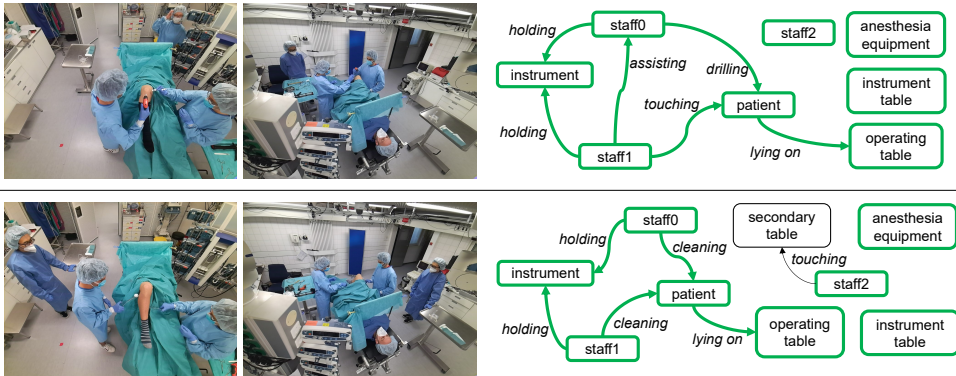 staff0
staff2
anesthesia
equipment
holding
assisting
drilling
instrument
touching
patient
instrument
table
holding
staff1
lying on
operating
table
staff0
secondary
table
anesthesia
equipment
holding
cleaning
touching
instrument
staff2
patient
holding
cleaning
staff1
lying on
operating
table
instrument
table